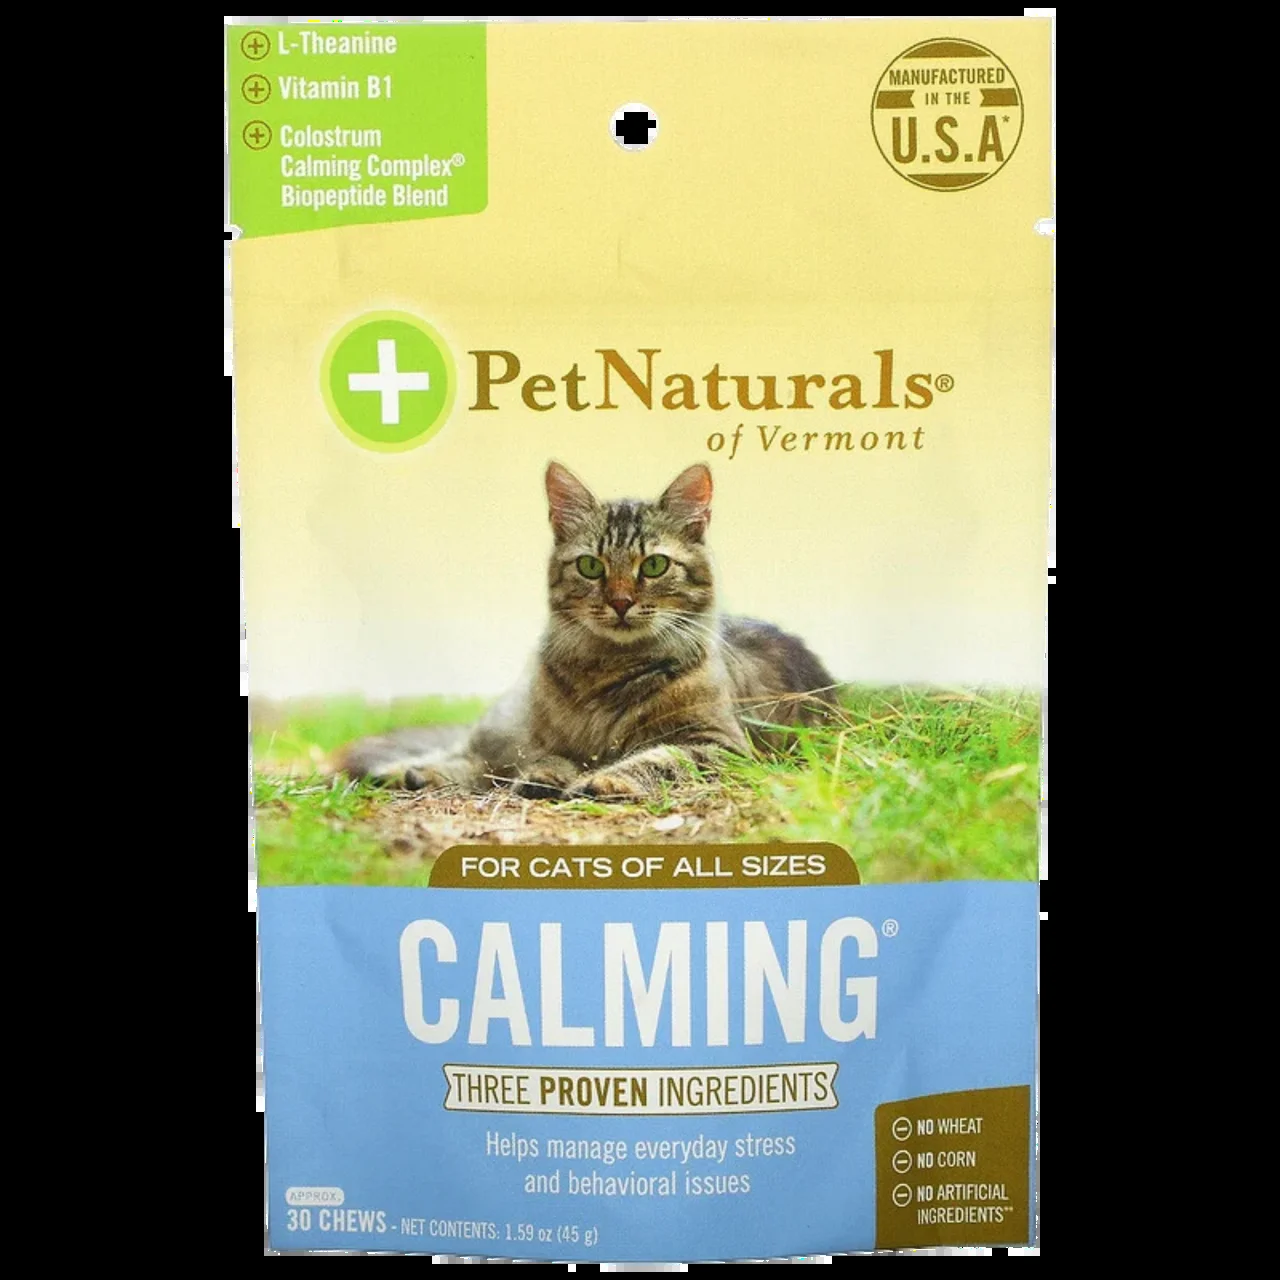 L-Theanine
Vitamin B1
Colostrum
Calming Complex®
Biopeptide Blend
MANUFACTURED
IN THE
U.S.A*
PetNaturals®
of Vermont
FOR CATS OF ALL SIZES
CALMING®
THREE PROVEN INGREDIENTS
Helps manage everyday stress
and behavioral issues
NO WHEAT
NO CORN
NO ARTIFICIAL
INGREDIENTS**
APPROX.
30 CHEWS - NET CONTENTS: 1.59 oz (45 g)